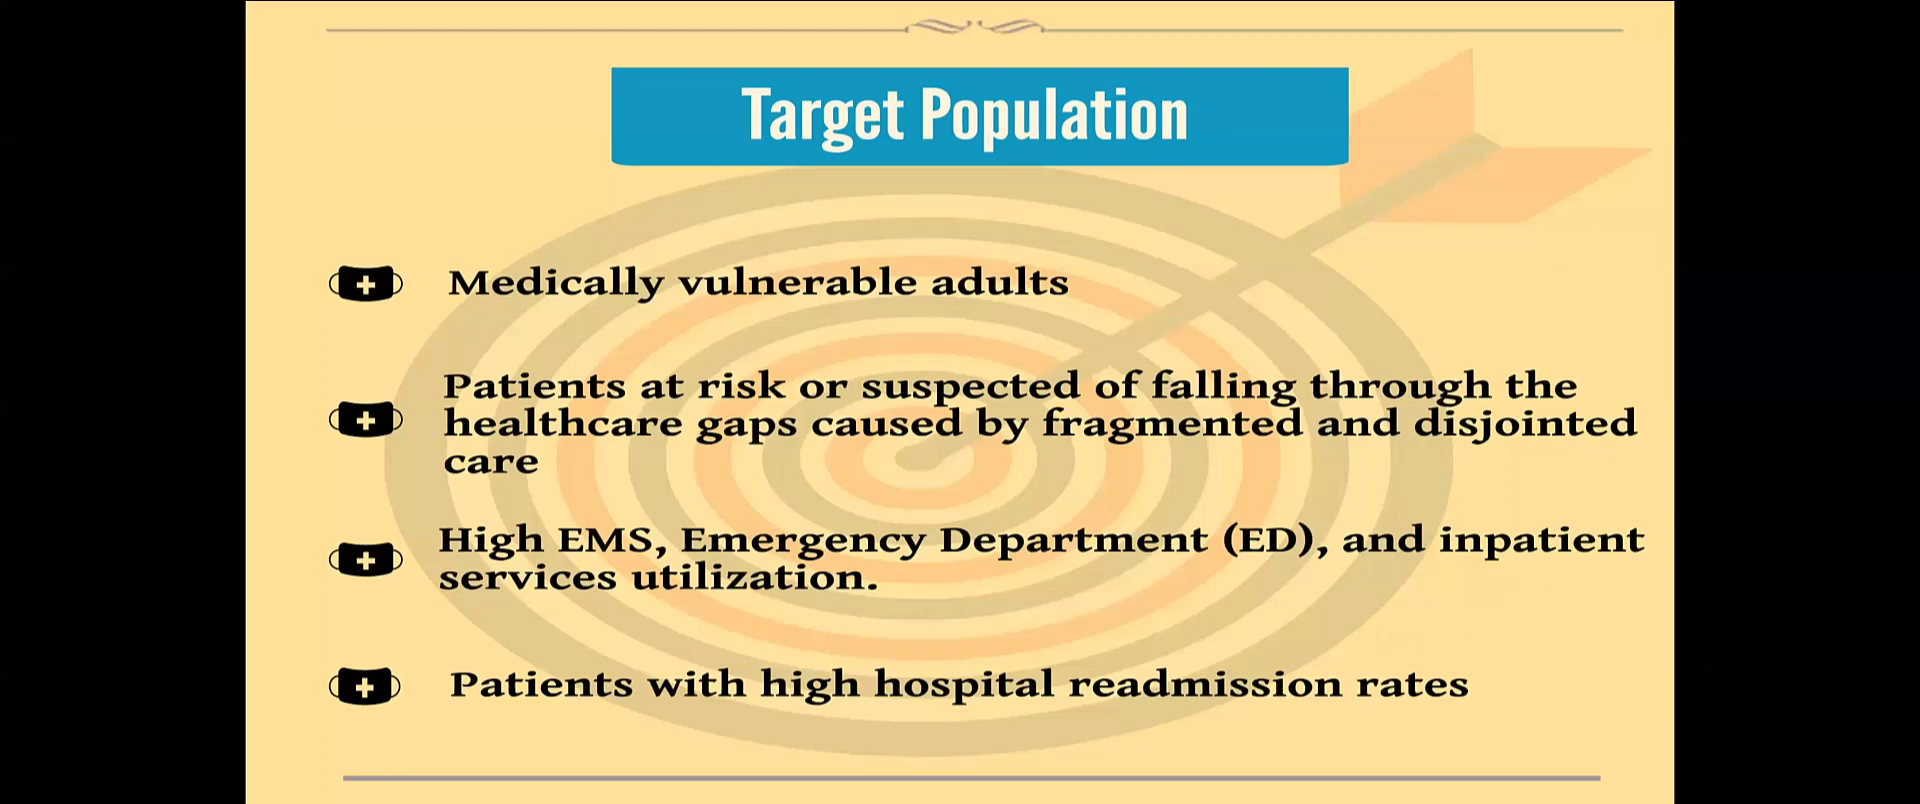 Target Population
Medically vulnerable adults
Patients at risk or suspected of falling through the
healthcare gaps caused by fragmented and disjointed
care
High EMS, Emergency Department (ED), and inpatient
services utilization.
Patients with high hospital readmission rates